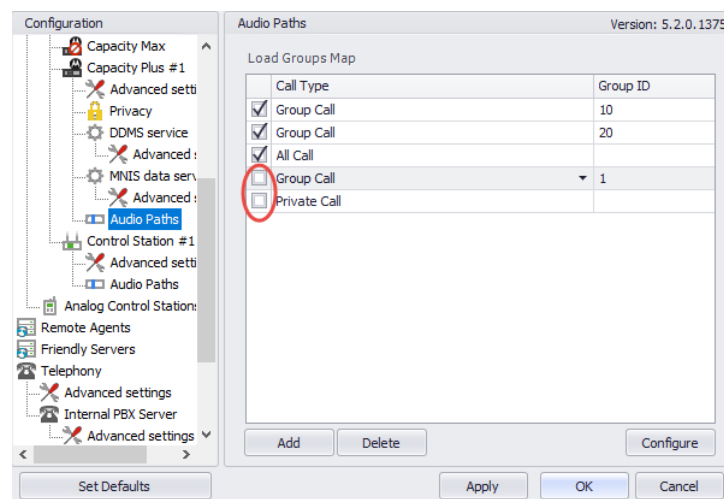 Configuration
Capacity Max
Capacity Plus #1
Advanced setti
Privacy
DDMS service
Advanced s
MNIS data serv
Advanced s
Audio Paths
Control Station #1
Advanced setti
Audio Paths
Analog Control Stations
Remote Agents
Friendly Servers
Telephony
Advanced settings
Internal PBX Server
Advanced settings
Set Defaults
Audio Paths Version: 5.2.0.1375
Load Groups Map
Call Type Group ID
Group Call 10
Group Call 20
All Call
Group Call 1
Private Call
Add Delete Configure
Apply OK Cancel